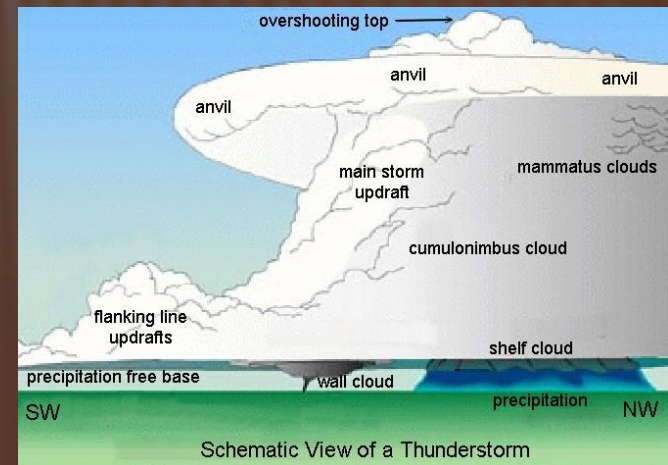 overshooting top
anvil
anvil
anvil
main storm
updraft
mammatus clouds
cumulonimbus cloud
flanking line
updrafts
shelf cloud
precipitation free base
wall cloud
precipitation
SW
NW
Schematic View of a Thunderstorm